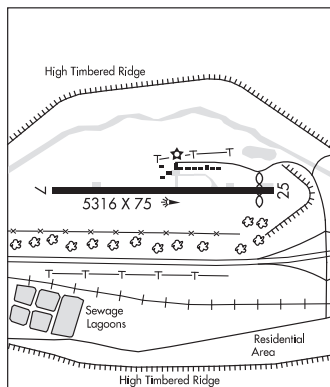 High Timbered Ridge
7
25
5316 X 75
Sewage
Lagoons
Residential
Area
High Timbered Ridge